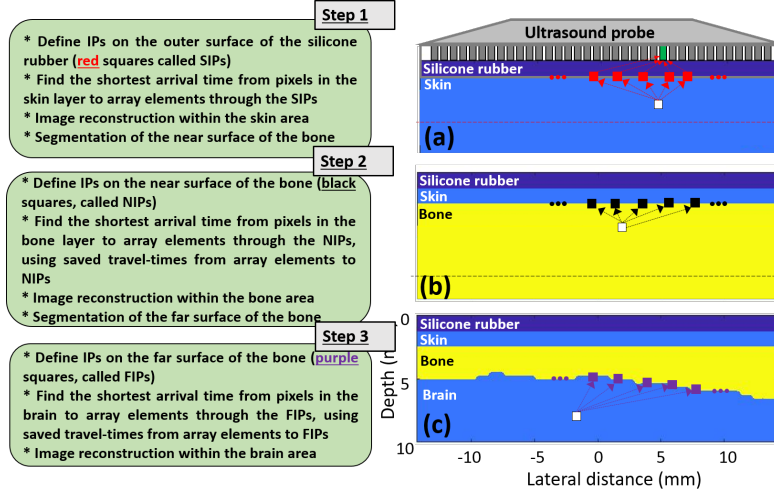 Step 1
* Define IPs on the outer surface of the silicone
rubber (red squares called SIPs)
* Find the shortest arrival time from pixels in the
skin layer to array elements through the SIPs
* Image reconstruction within the skin area
* Segmentation of the near surface of the bone
Step 2
* Define IPs on the near surface of the bone (black
squares, called NIPs)
* Find the shortest arrival time from pixels in the
bone layer to array elements through the NIPs,
using saved travel-times from array elements to
NIPs
* Image reconstruction within the bone area
* Segmentation of the far surface of the bone
Step 3
* Define IPs on the far surface of the bone (purple
squares, called FIPs)
* Find the shortest arrival time from pixels in the
brain to array elements through the FIPs, using
saved travel-times from array elements to FIPs
* Image reconstruction within the brain area
Ultrasound probe
Silicone rubber
Skin
(a)
Silicone rubber
Skin
Bone
(b)
Silicone rubber
Skin
Bone
Brain
(c)
0
5
10
Depth
-10 -5 0 5 10
Lateral distance (mm)